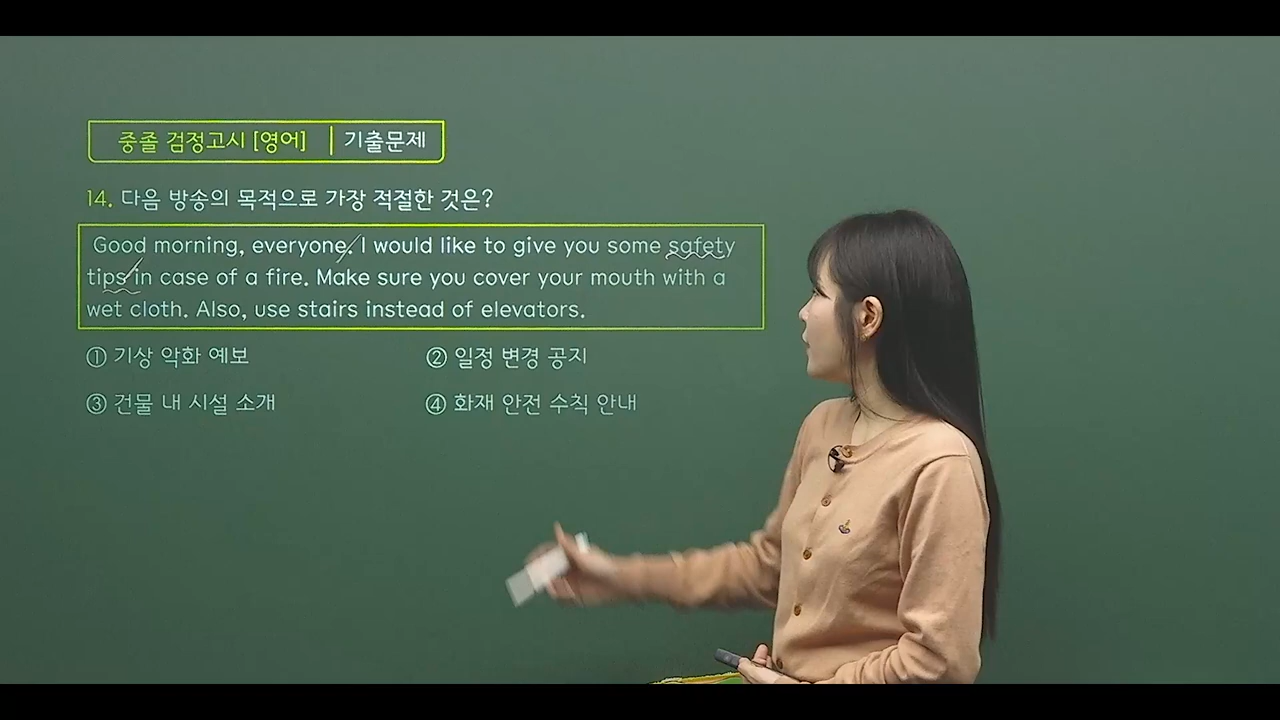 중졸 검정고시 [영어] | 기출문제
14. 다음 방송의 목적으로 가장 적절한 것은?
Good morning, everyone. I would like to give you some safety
tips in case of a fire. Make sure you cover your mouth with a
wet cloth. Also, use stairs instead of elevators.
① 기상 악화 예보 ② 일정 변경 공지
③ 건물 내 시설 소개 ④ 화재 안전 수칙 안내